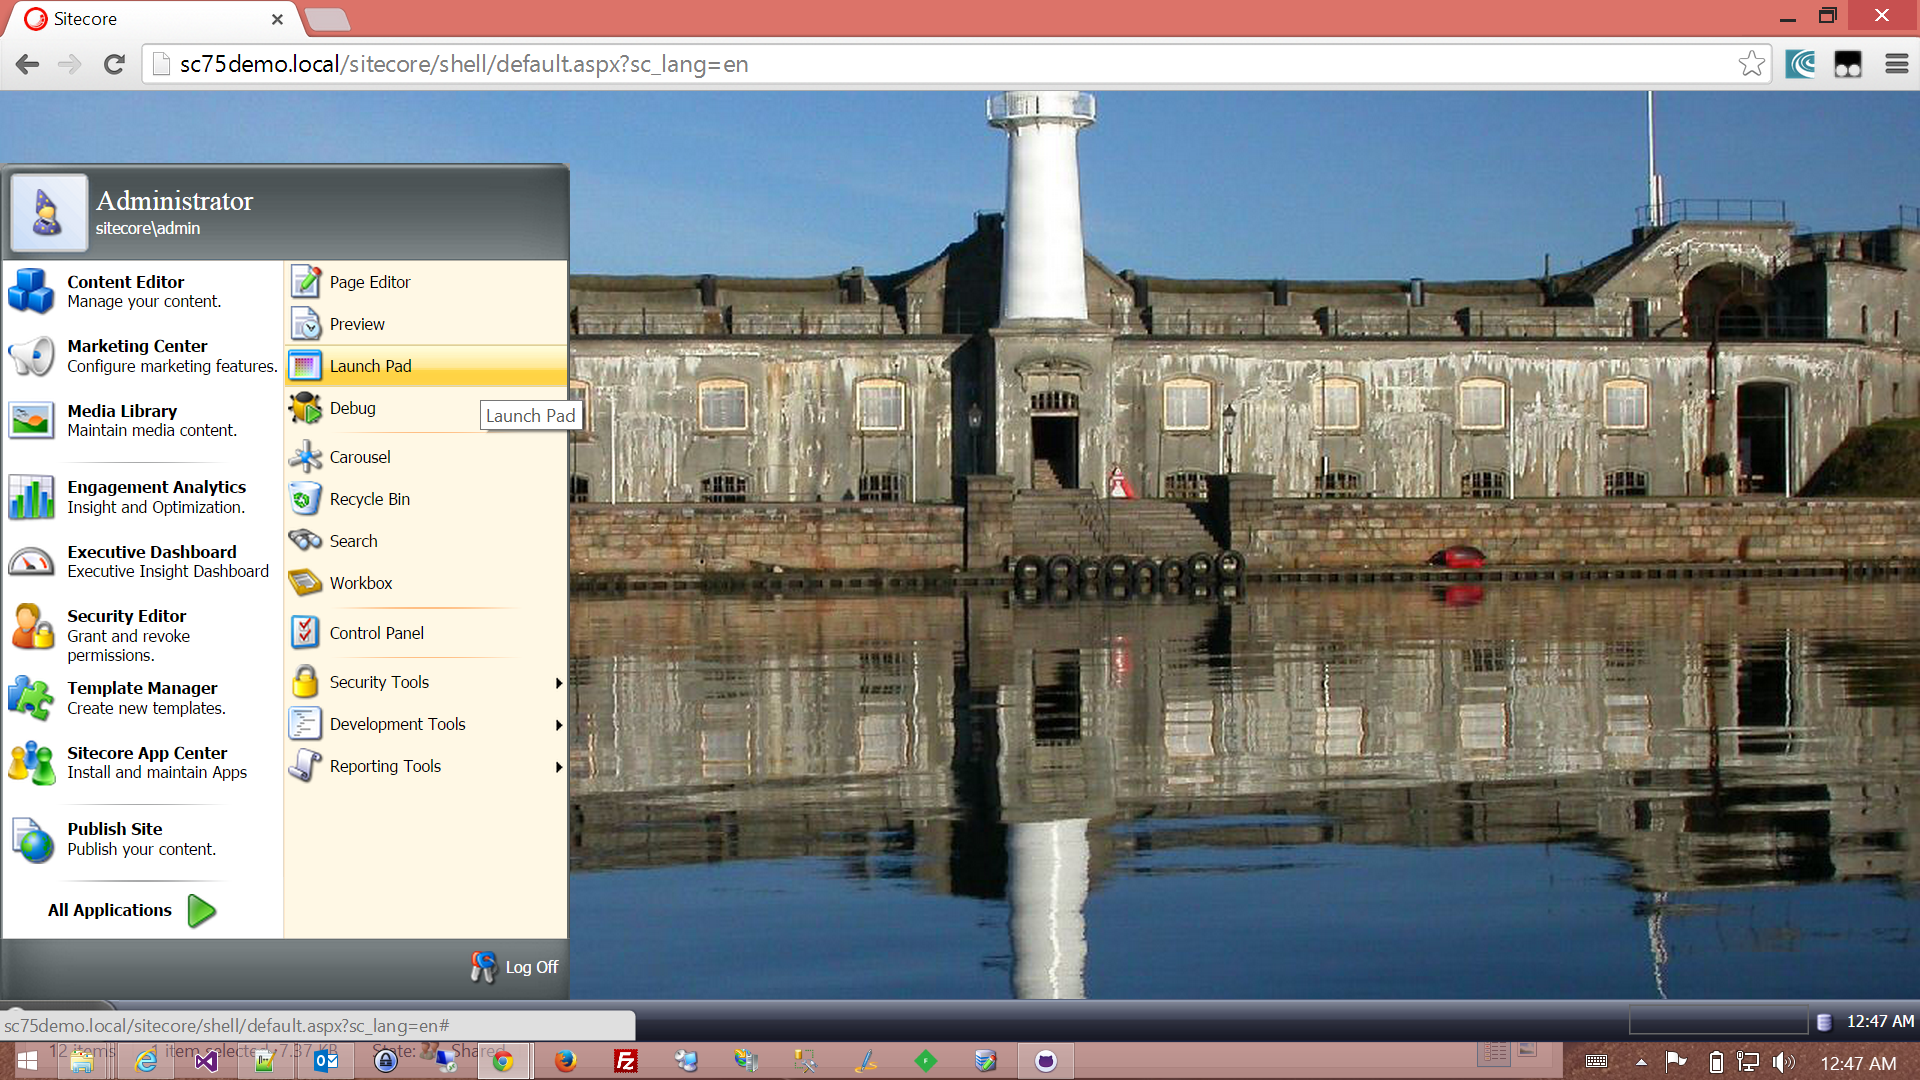 Sitecore
sc75demo.local/sitecore/shell/default.aspx?sc_lang=en
Administrator
sitecore\admin
Content Editor
Manage your content.
Marketing Center
Configure marketing features.
Media Library
Maintain media content.
Engagement Analytics
Insight and Optimization.
Executive Dashboard
Executive Insight Dashboard
Security Editor
Grant and revoke
permissions.
Template Manager
Create new templates.
Sitecore App Center
Install and maintain Apps
Publish Site
Publish your content.
All Applications
Page Editor
Preview
Launch Pad
Debug
Launch Pad
Carousel
Recycle Bin
Search
Workbox
Control Panel
Security Tools
Development Tools
Reporting Tools
Log Off
sc75demo.local/sitecore/shell/default.aspx?sc_lang=en#
12:47 AM
12 items 1 item selected 7.37 KB State: Shared
12:47 AM